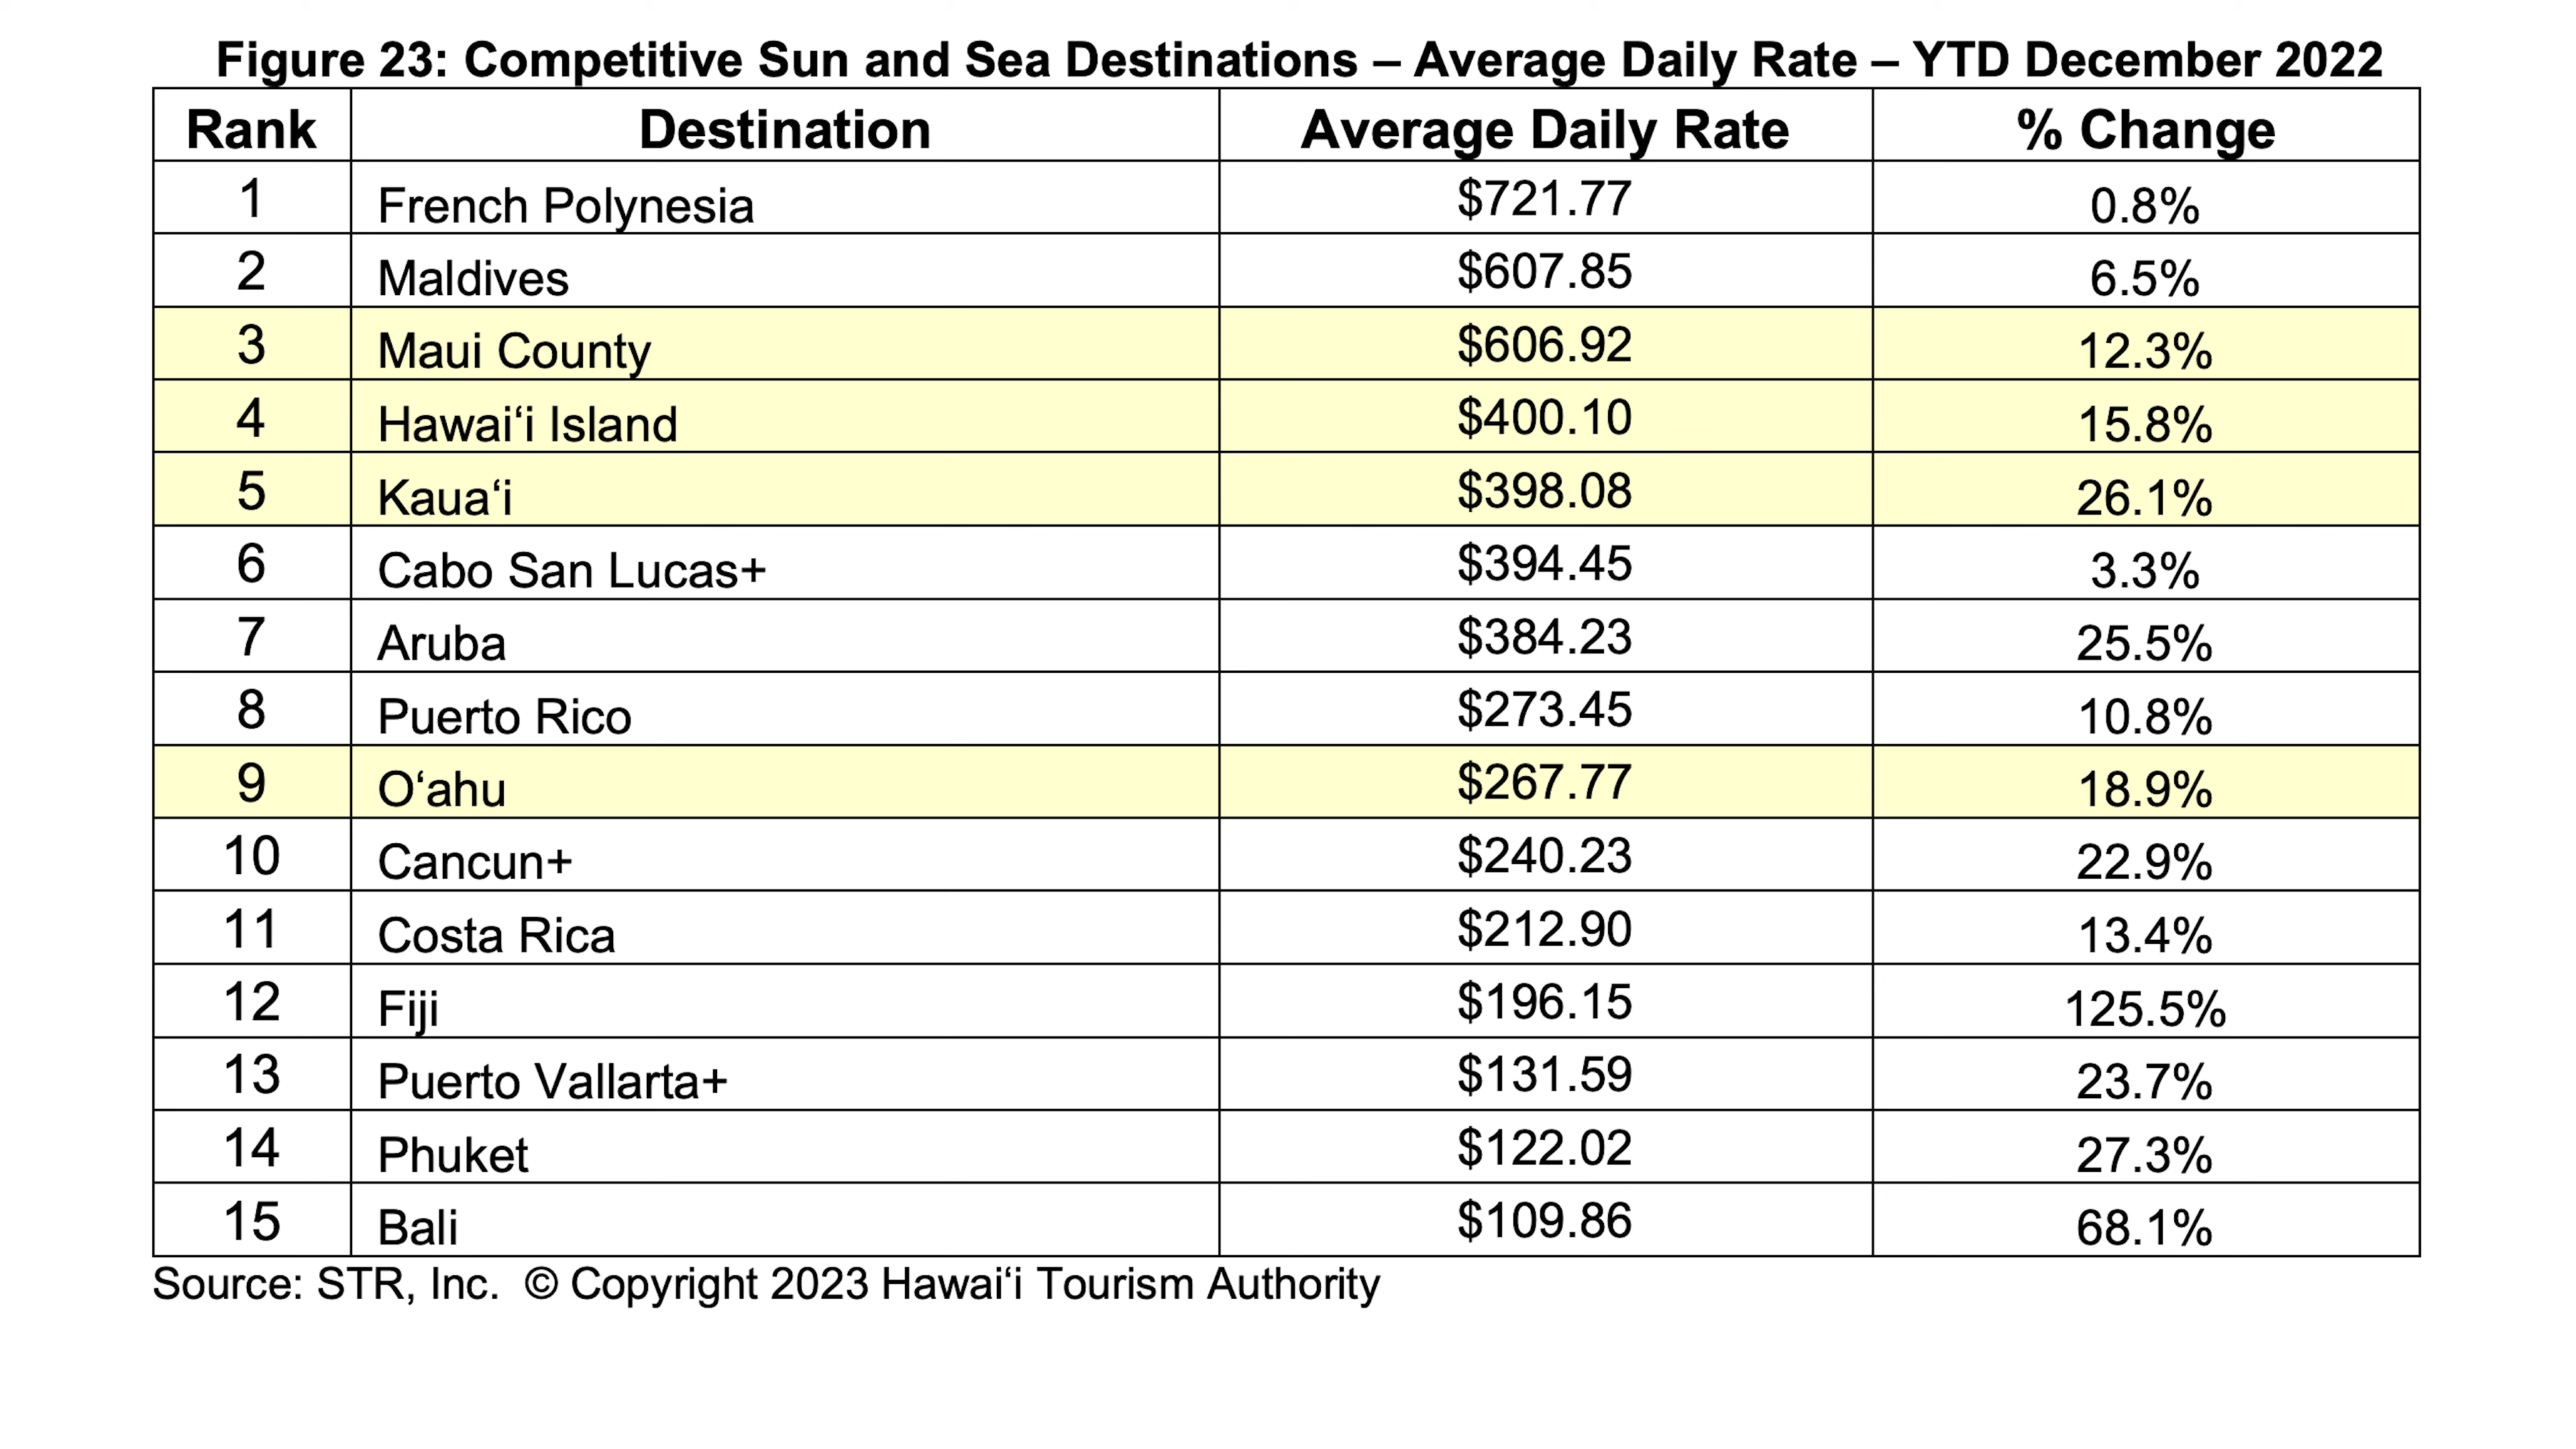 Figure 23: Competitive Sun and Sea Destinations – Average Daily Rate – YTD December 2022
Rank Destination Average Daily Rate % Change
1 French Polynesia $721.77 0.8%
2 Maldives $607.85 6.5%
3 Maui County $606.92 12.3%
4 Hawai‘i Island $400.10 15.8%
5 Kaua‘i $398.08 26.1%
6 Cabo San Lucas+ $394.45 3.3%
7 Aruba $384.23 25.5%
8 Puerto Rico $273.45 10.8%
9 O‘ahu $267.77 18.9%
10 Cancun+ $240.23 22.9%
11 Costa Rica $212.90 13.4%
12 Fiji $196.15 125.5%
13 Puerto Vallarta+ $131.59 23.7%
14 Phuket $122.02 27.3%
15 Bali $109.86 68.1%
Source: STR, Inc. © Copyright 2023 Hawai‘i Tourism Authority